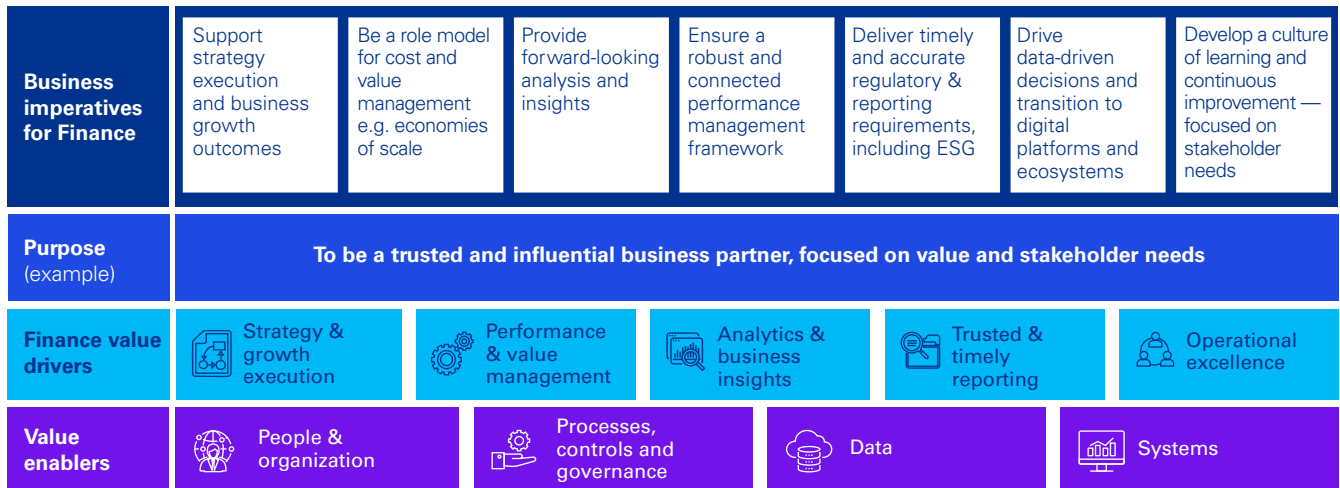 Business
imperatives
for Finance
Support
strategy
execution
and business
growth
outcomes
Be a role model
for cost and
value
management
e.g. economies
of scale
Provide
forward-looking
analysis and
insights
Ensure a
robust and
connected
performance
management
framework
Deliver timely
and accurate
regulatory &
reporting
requirements,
including ESG
Drive
data-driven
decisions and
transition to
digital
platforms and
ecosystems
Develop a culture
of learning and
continuous
improvement —
focused on
stakeholder
needs
Purpose
(example)
To be a trusted and influential business partner, focused on value and stakeholder needs
Finance value
drivers
Strategy &
growth
execution
Performance
& value
management
Analytics &
business
insights
Trusted &
timely
reporting
Operational
excellence
Value
enablers
People &
organization
Processes,
controls and
governance
Data
Systems